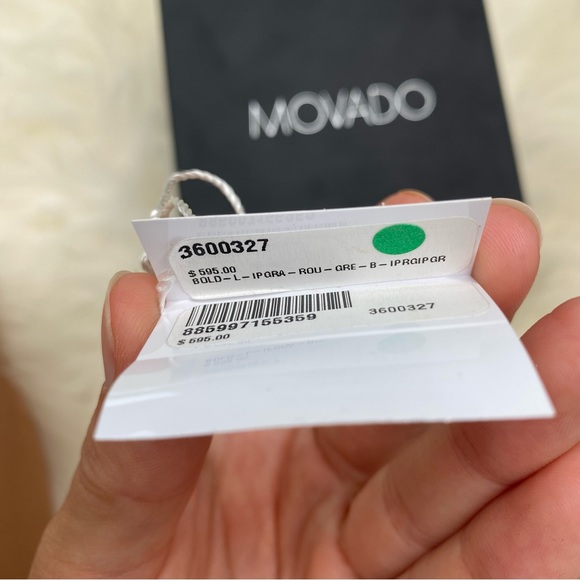 MOVADO
3600327
$ 595.00
BOLD-L-IPGRA-ROU-GRE-B-IPRGIPGR
885997155359
3600327
$ 595.00